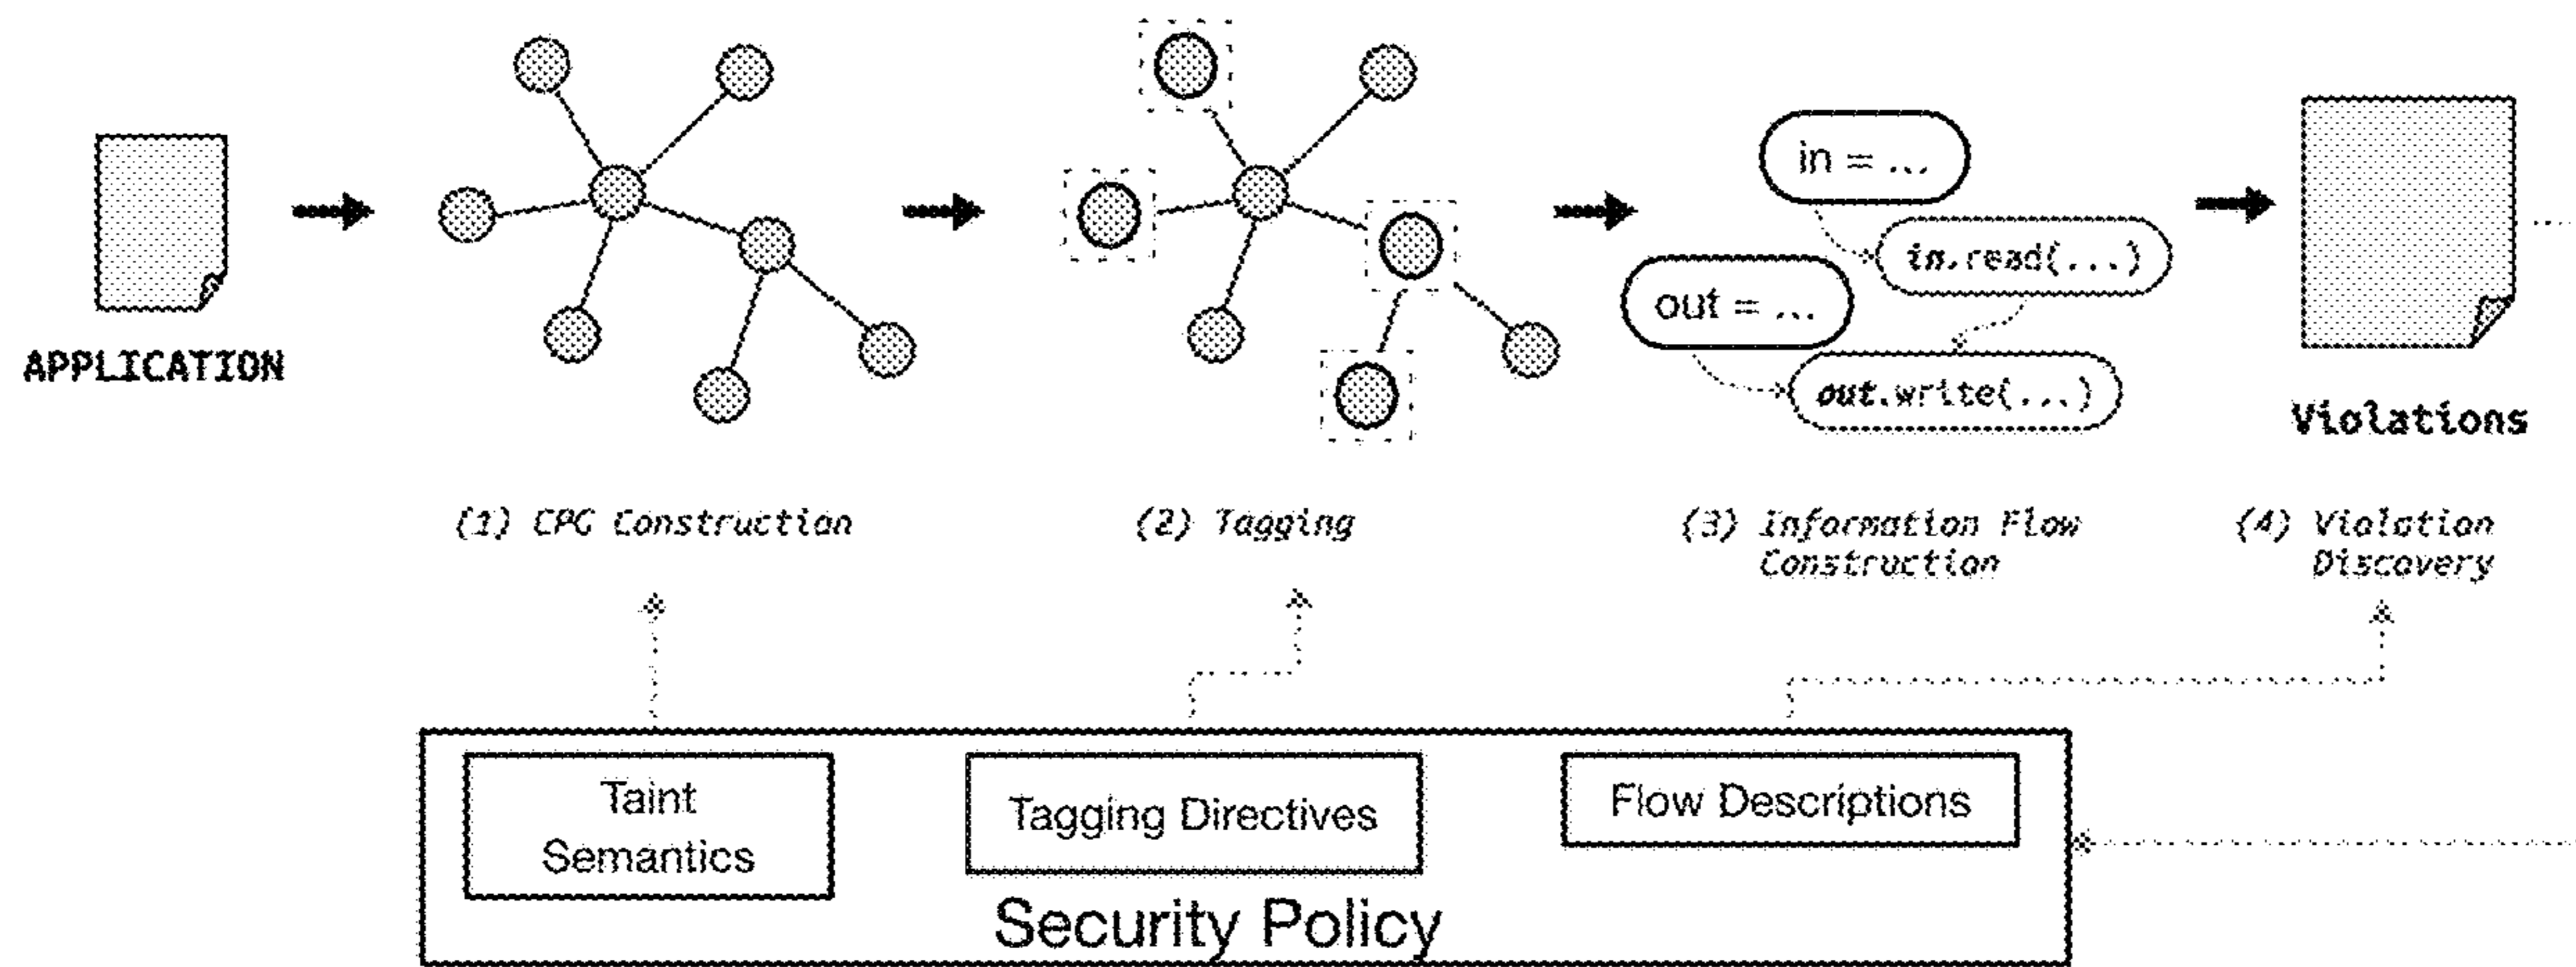 in = ...
in.read(...)
out = ...
out.write(...)
APPLICATION
Violations
(1) CPG Construction
(2) Tagging
(3) Information Flow
Construction
(4) Violation
Discovery
Taint
Semantics
Tagging Directives
Flow Descriptions
Security Policy